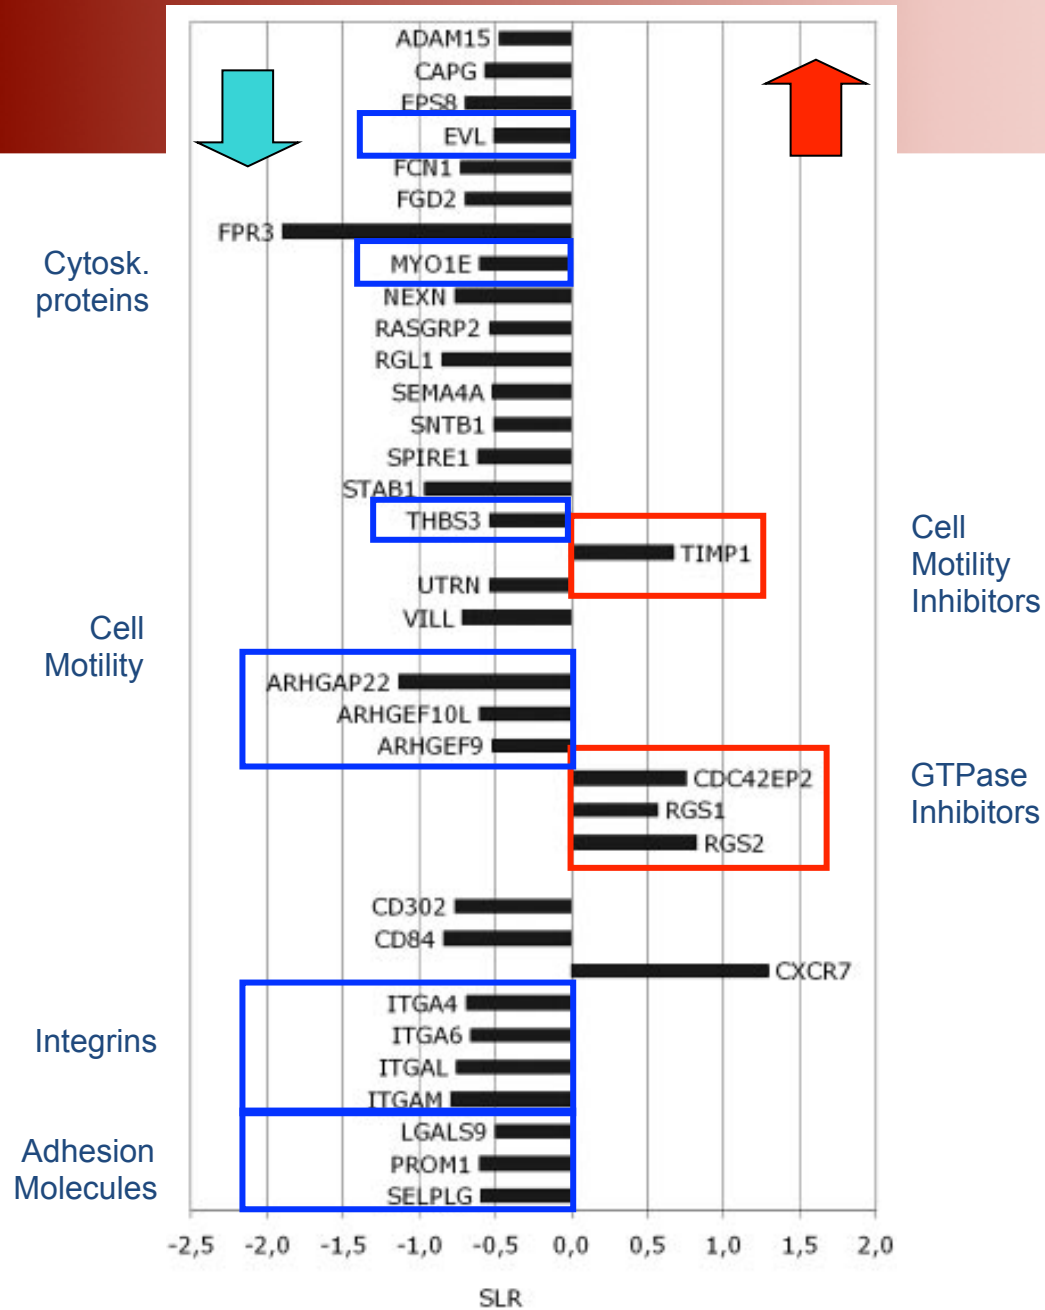 ADAM15
CAPG
EPS8
EVL
FCN1
FGD2
FPR3
Cytosk.
proteins
MYO1E
NEXN
RASGRP2
RGL1
SEMA4A
SNTB1
SPIRE1
STAB1
THBS3
TIMP1
Cell
Motility
Inhibitors
UTRN
VILL
Cell
Motility
ARHGAP22
ARHGEF10L
ARHGEF9
CDC42EP2
RGS1
RGS2
GTPase
Inhibitors
CD302
CD84
CXCR7
ITGA4
ITGA6
ITGAL
ITGAM
Integrins
LGALS9
PROM1
SELPLG
Adhesion
Molecules
-2,5 -2,0 -1,5 -1,0 -0,5 0,0 0,5 1,0 1,5 2,0
SLR